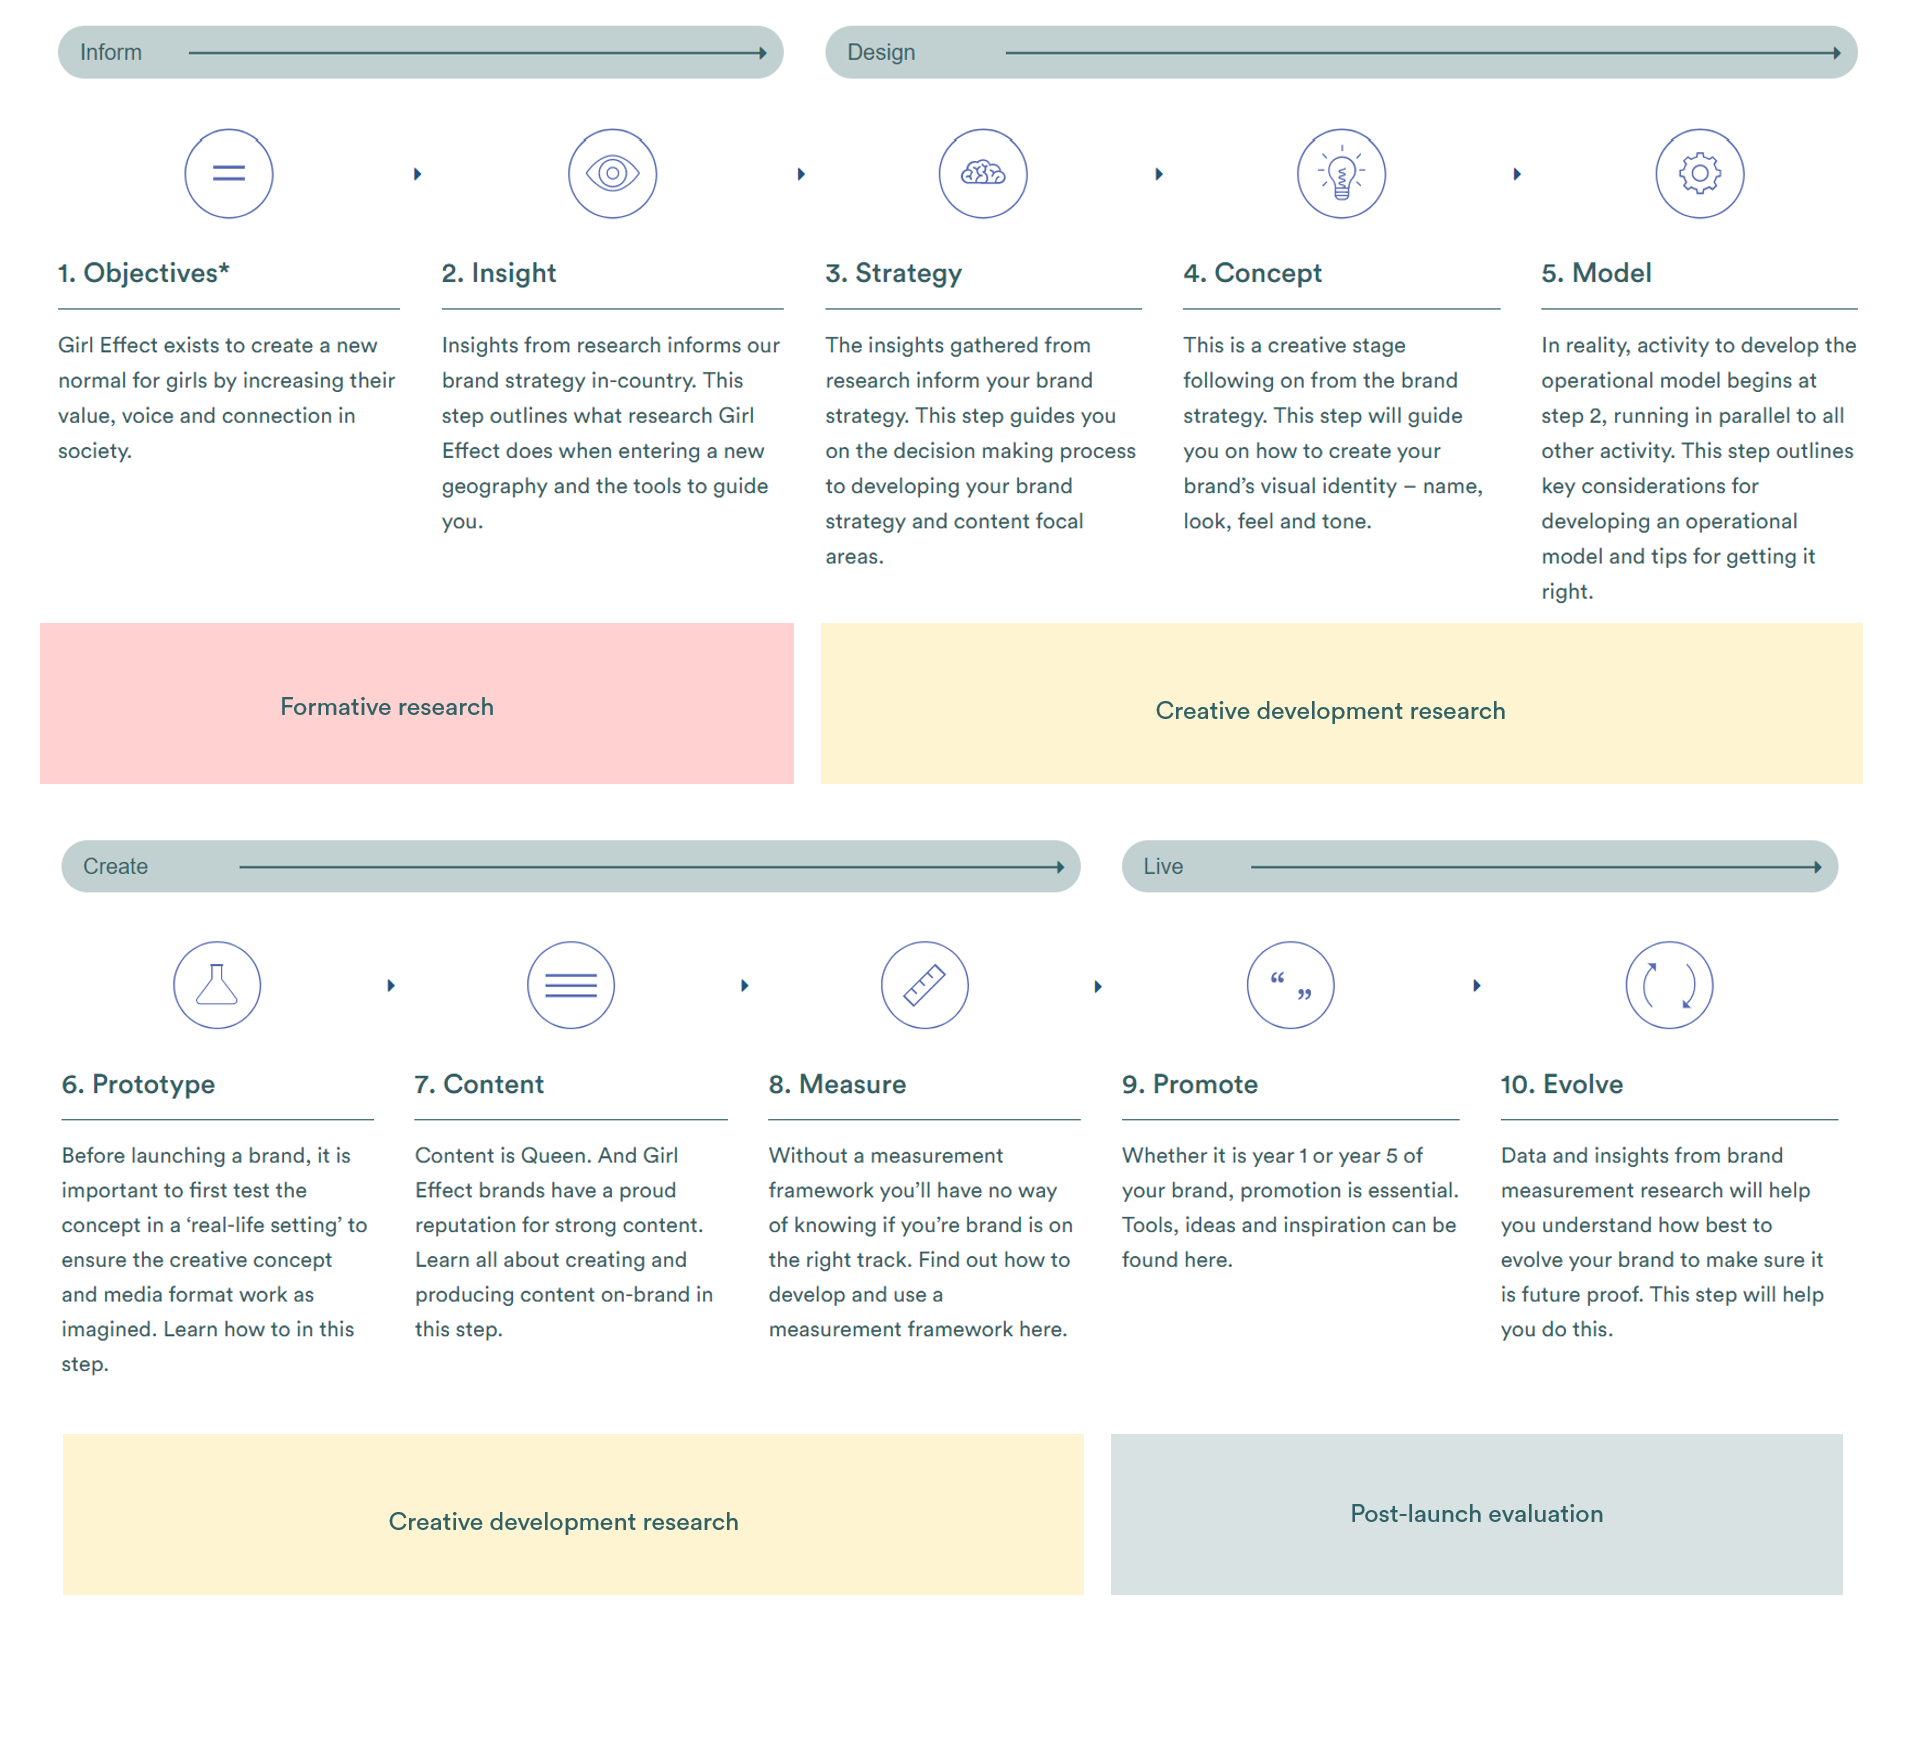 Inform
Design
1. Objectives*
Girl Effect exists to create a new
normal for girls by increasing their
value, voice and connection in
society.
2. Insight
Insights from research informs our
brand strategy in-country. This
step outlines what research Girl
Effect does when entering a new
geography and the tools to guide
you.
3. Strategy
The insights gathered from
research inform your brand
strategy. This step guides you
on the decision making process
to developing your brand
strategy and content focal
areas.
4. Concept
This is a creative stage
following on from the brand
strategy. This step will guide
you on how to create your
brand’s visual identity – name,
look, feel and tone.
5. Model
In reality, activity to develop the
operational model begins at
step 2, running in parallel to all
other activity. This step outlines
key considerations for
developing an operational
model and tips for getting it
right.
Formative research
Creative development research
Create
Live
6. Prototype
Before launching a brand, it is
important to first test the
concept in a ‘real-life setting’ to
ensure the creative concept
and media format work as
imagined. Learn how to in this
step.
7. Content
Content is Queen. And Girl
Effect brands have a proud
reputation for strong content.
Learn all about creating and
producing content on-brand in
this step.
8. Measure
Without a measurement
framework you’ll have no way
of knowing if you’re brand is on
the right track. Find out how to
develop and use a
measurement framework here.
9. Promote
Whether it is year 1 or year 5 of
your brand, promotion is essential.
Tools, ideas and inspiration can be
found here.
10. Evolve
Data and insights from brand
measurement research will help
you understand how best to
evolve your brand to make sure it
is future proof. This step will help
you do this.
Creative development research
Post-launch evaluation